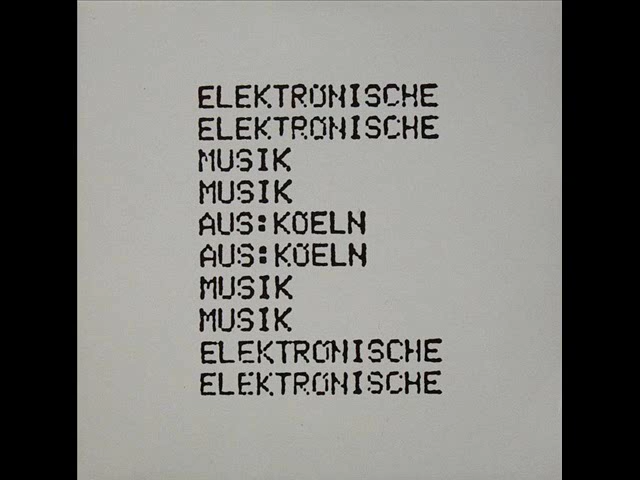 ELEKTRONISCHE
ELEKTRONISCHE
MUSIK
MUSIK
AUS:KOELN
AUS:KOELN
MUSIK
MUSIK
ELEKTRONISCHE
ELEKTRONISCHE